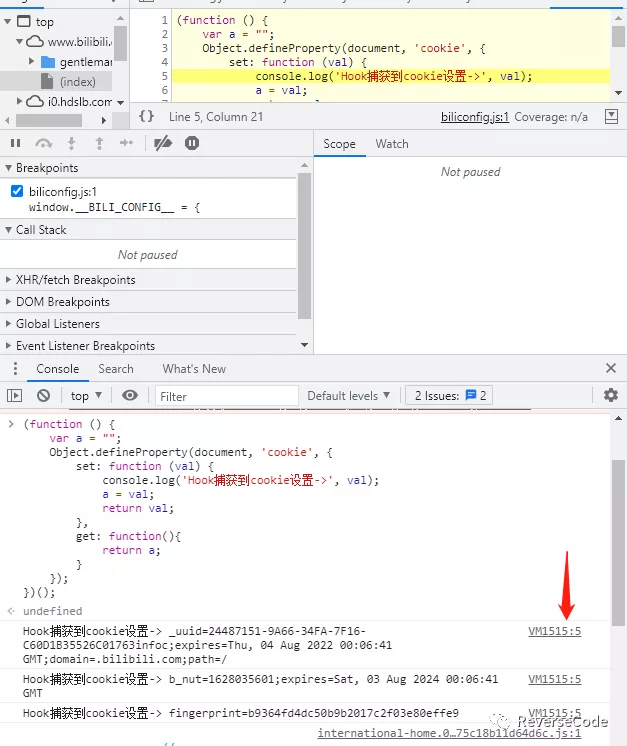 top
www.bilibili.
gentleman
(index)
i0.hdslb.com
1 (function () {
2 var a = "";
3 Object.defineProperty(document, 'cookie', {
4 set: function (val) {
5 console.log('Hook捕获到cookie设置->', val);
6 a = val;
{} Line 5, Column 21
biliconfig.js:1 Coverage: n/a
Scope Watch
Not paused
Breakpoints
biliconfig.js:1
window.__BILI_CONFIG__ = {
Call Stack
Not paused
XHR/fetch Breakpoints
DOM Breakpoints
Global Listeners
Event Listener Breakpoints
Console Search What's New
top Filter Default levels 2 Issues: 2
> (function () {
var a = "";
Object.defineProperty(document, 'cookie', {
set: function (val) {
console.log('Hook捕获到cookie设置->', val);
a = val;
return val;
},
get: function(){
return a;
}
});
})();
undefined
Hook捕获到cookie设置-> _uuid=24487151-9A66-34FA-7F16- VM1515:5
C60D1B35526C01763infoc;expires=Thu, 04 Aug 2022 00:06:41
GMT;domain=.bilibili.com;path=/
Hook捕获到cookie设置-> b_nut=1628035601;expires=Sat, 03 Aug 2024 00:06:41 VM1515:5
GMT
Hook捕获到cookie设置-> fingerprint=b9364fd4dc50b9b2017c2f03e80effe9 VM1515:5
ReverseCode
international-home.0…75c18b11d64d6c.js:1